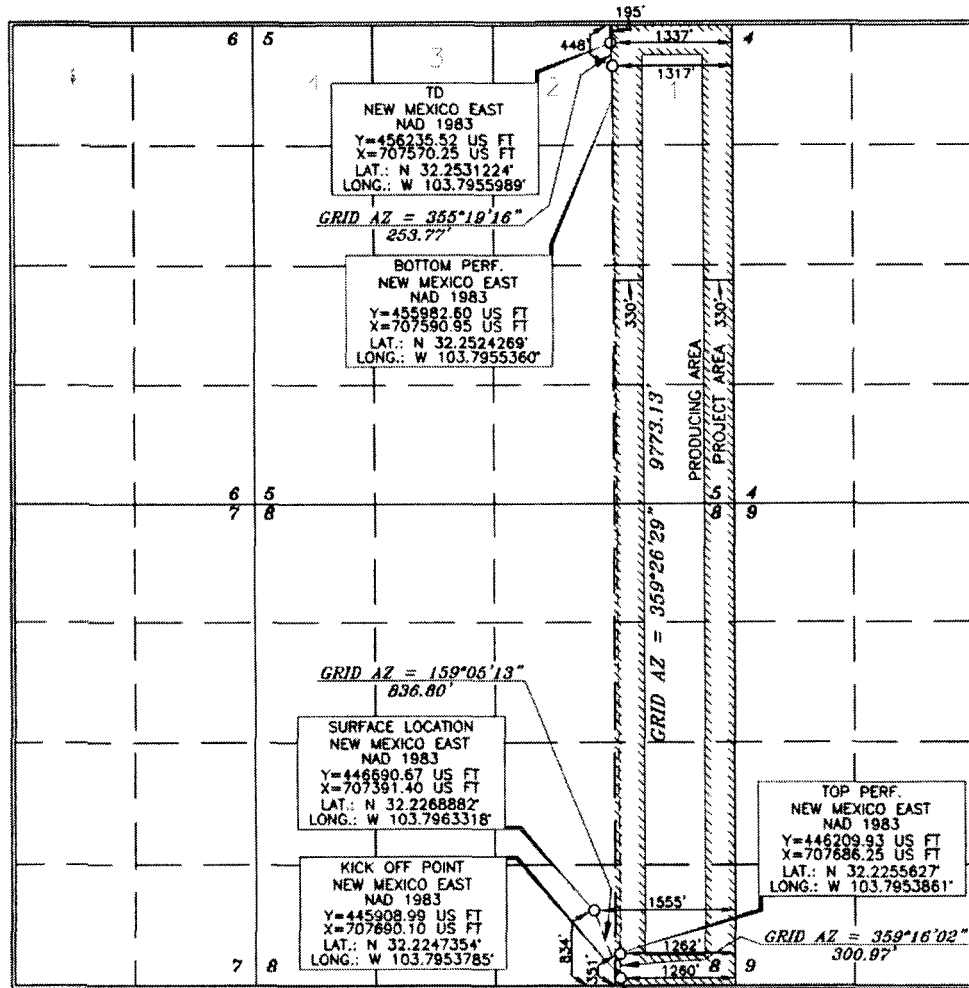 195'
6 5
3
4
448'
1337'
1317'
4
2
1
TD
NEW MEXICO EAST
NAD 1983
Y=456235.52 US FT
X=707570.25 US FT
LAT.: N 32.2531224°
LONG.: W 103.7955989°
GRID AZ = 355°19'16"
253.77'
BOTTOM PERF.
NEW MEXICO EAST
NAD 1983
Y=455982.60 US FT
X=707590.95 US FT
LAT.: N 32.2524269°
LONG.: W 103.7955360°
330'
330'
PRODUCING AREA
PROJECT AREA
GRID AZ = 359°26'29" 9773.13'
6 5
7 8
5 4
8 9
GRID AZ = 159°05'13"
836.80'
SURFACE LOCATION
NEW MEXICO EAST
NAD 1983
Y=446690.67 US FT
X=707391.40 US FT
LAT.: N 32.2268882°
LONG.: W 103.7963318°
TOP PERF.
NEW MEXICO EAST
NAD 1983
Y=446209.93 US FT
X=707686.25 US FT
LAT.: N 32.2255627°
LONG.: W 103.7953861°
KICK OFF POINT
NEW MEXICO EAST
NAD 1983
Y=445908.99 US FT
X=707690.10 US FT
LAT.: N 32.2247354°
LONG.: W 103.7953785°
1555'
834'
351'
1262'
1260'
GRID AZ = 359°16'02"
300.97'
7 8
8 9